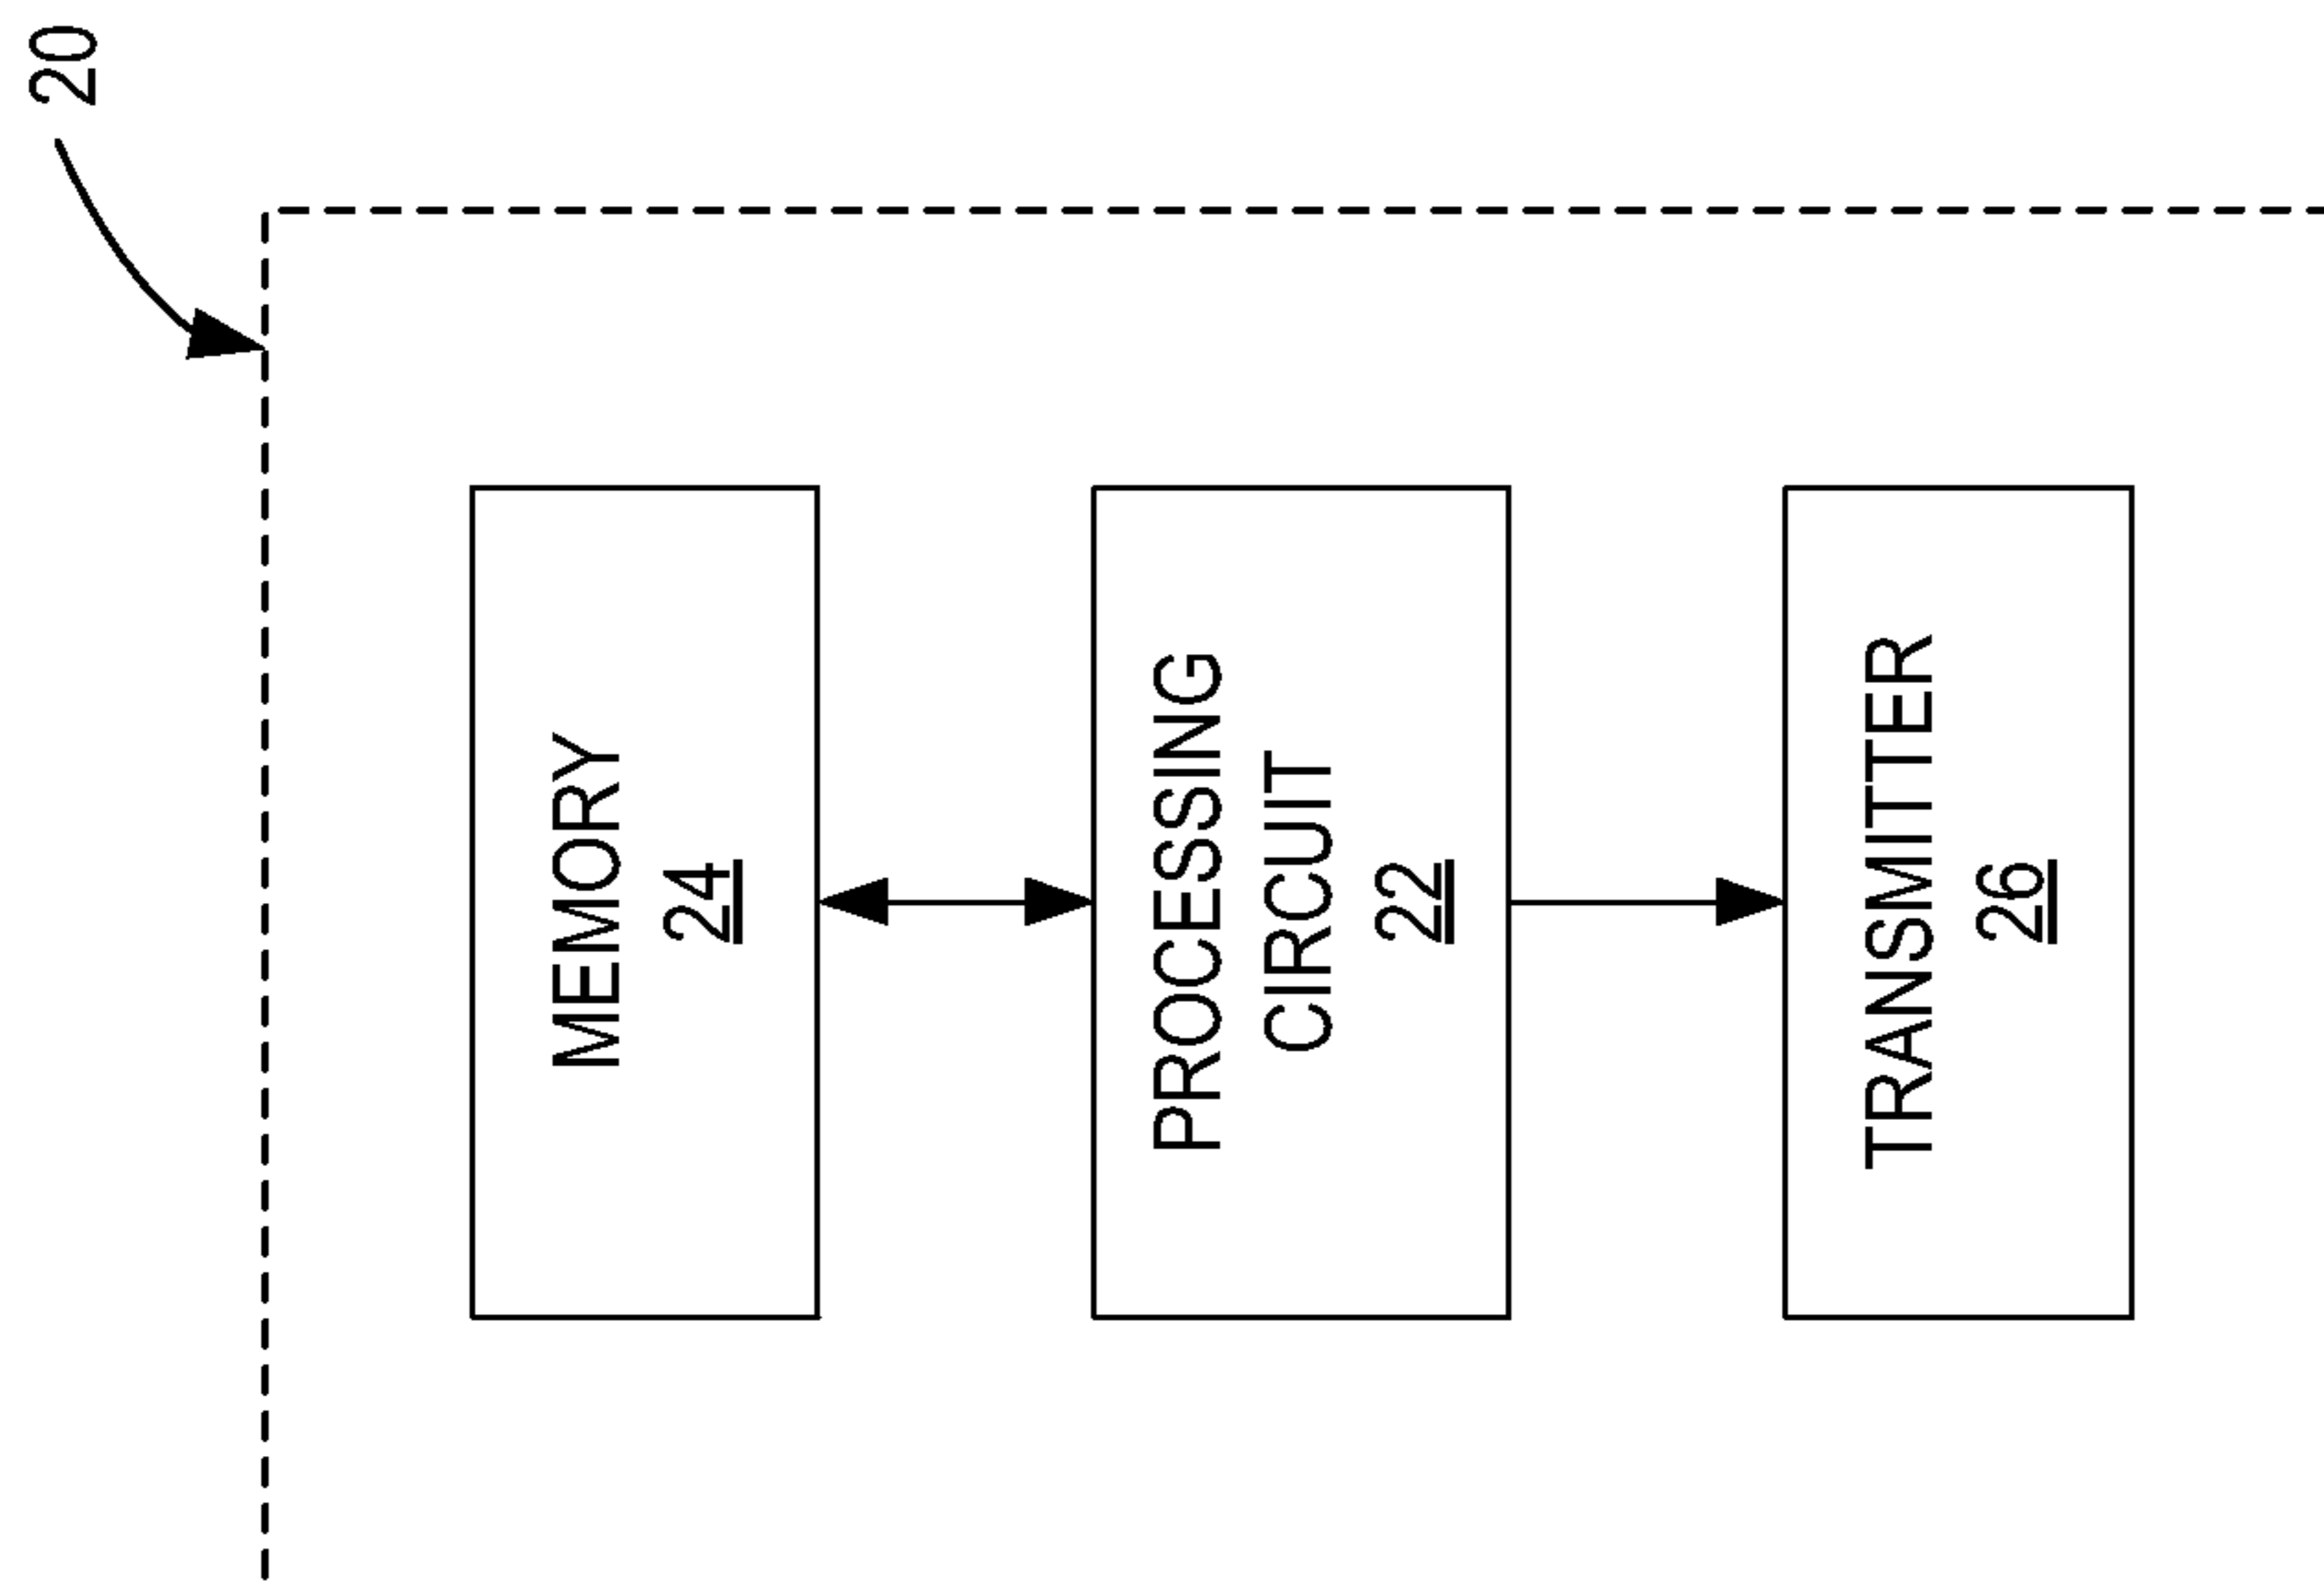 20
MEMORY
24
PROCESSING
CIRCUIT
22
TRANSMITTER
26